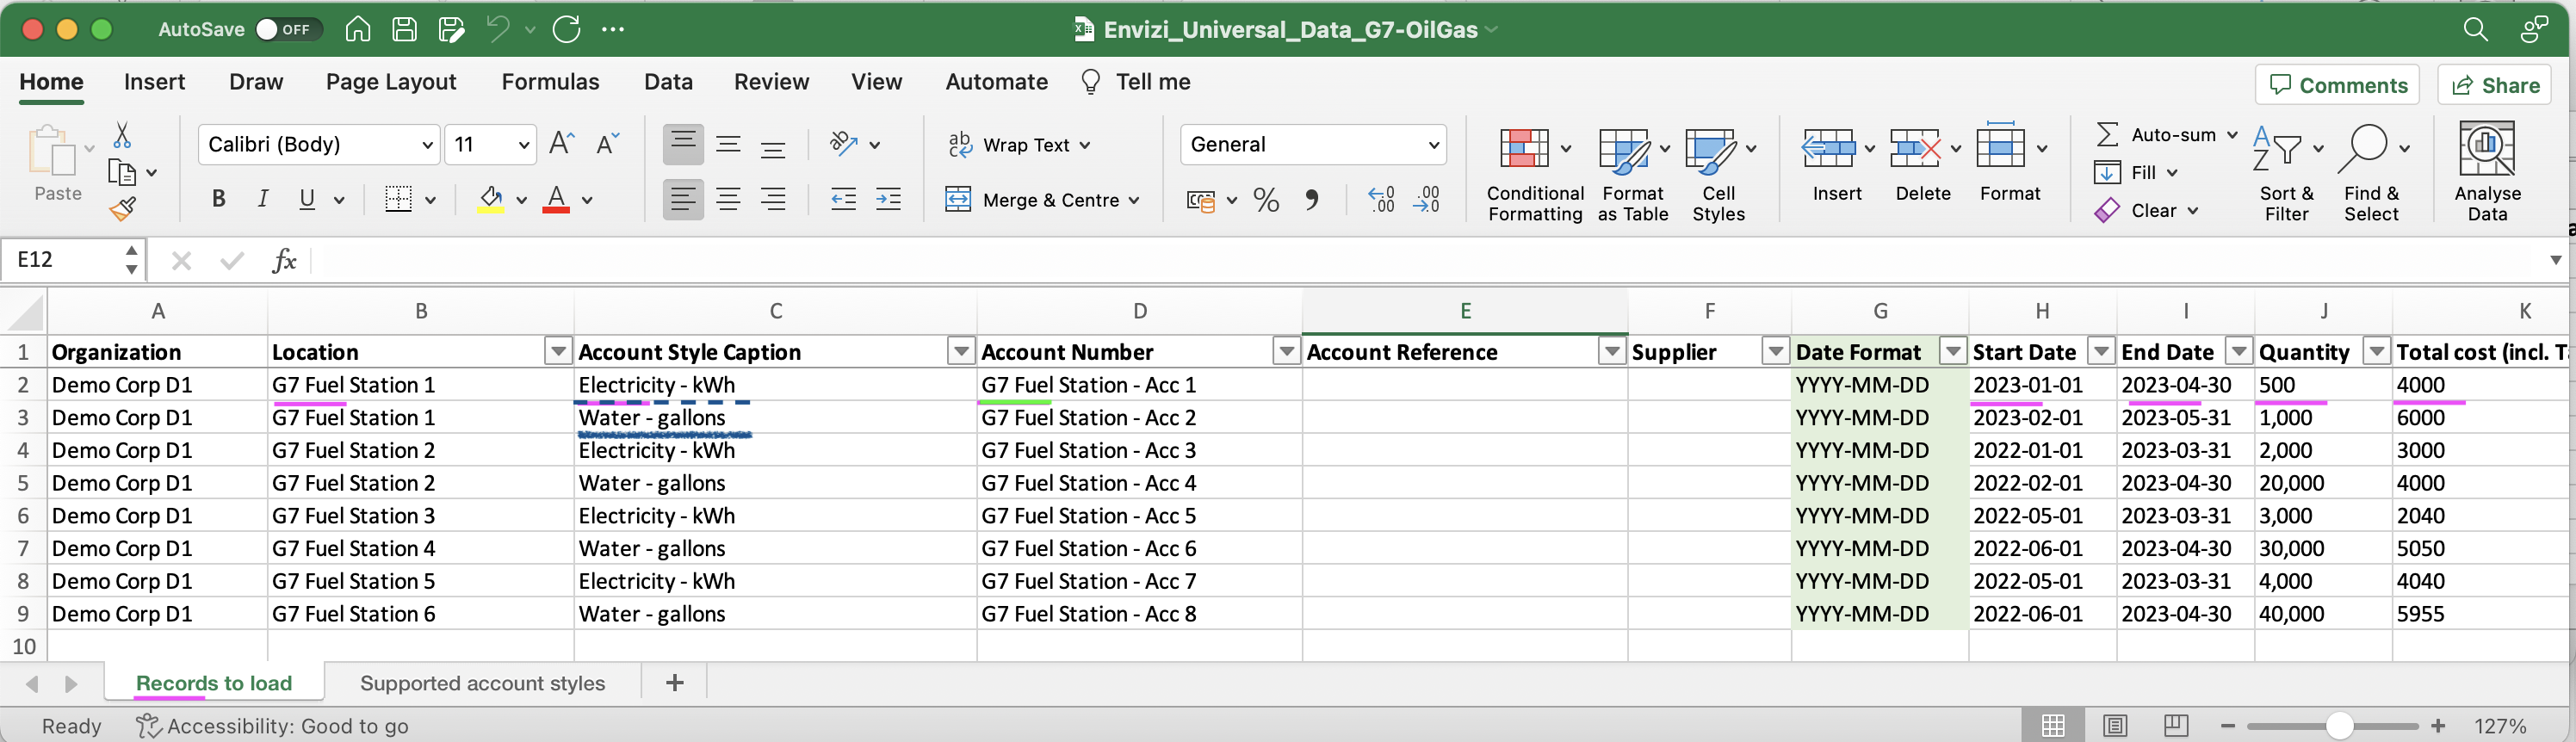 AutoSave OFF Envizi_Universal_Data_G7-OilGas
Home Insert Draw Page Layout Formulas Data Review View Automate Tell me Comments Share
Paste Calibri (Body) 11 Wrap Text Merge & Centre General Conditional Formatting Format as Table Cell Styles Insert Delete Format Auto-sum Fill Clear Sort & Filter Find & Select Analyse Data
E12 fx
A B C D E F G H I J K
1 Organization Location Account Style Caption Account Number Account Reference Supplier Date Format Start Date End Date Quantity Total cost (incl.
2 Demo Corp D1 G7 Fuel Station 1 Electricity - kWh G7 Fuel Station - Acc 1 YYYY-MM-DD 2023-01-01 2023-04-30 500 4000
3 Demo Corp D1 G7 Fuel Station 1 Water - gallons G7 Fuel Station - Acc 2 YYYY-MM-DD 2023-02-01 2023-05-31 1,000 6000
4 Demo Corp D1 G7 Fuel Station 2 Electricity - kWh G7 Fuel Station - Acc 3 YYYY-MM-DD 2022-01-01 2023-03-31 2,000 3000
5 Demo Corp D1 G7 Fuel Station 2 Water - gallons G7 Fuel Station - Acc 4 YYYY-MM-DD 2022-02-01 2023-04-30 20,000 4000
6 Demo Corp D1 G7 Fuel Station 3 Electricity - kWh G7 Fuel Station - Acc 5 YYYY-MM-DD 2022-05-01 2023-03-31 3,000 2040
7 Demo Corp D1 G7 Fuel Station 4 Water - gallons G7 Fuel Station - Acc 6 YYYY-MM-DD 2022-06-01 2023-04-30 30,000 5050
8 Demo Corp D1 G7 Fuel Station 5 Electricity - kWh G7 Fuel Station - Acc 7 YYYY-MM-DD 2022-05-01 2023-03-31 4,000 4040
9 Demo Corp D1 G7 Fuel Station 6 Water - gallons G7 Fuel Station - Acc 8 YYYY-MM-DD 2022-06-01 2023-04-30 40,000 5955
10
Records to load Supported account styles +
Ready Accessibility: Good to go 127%